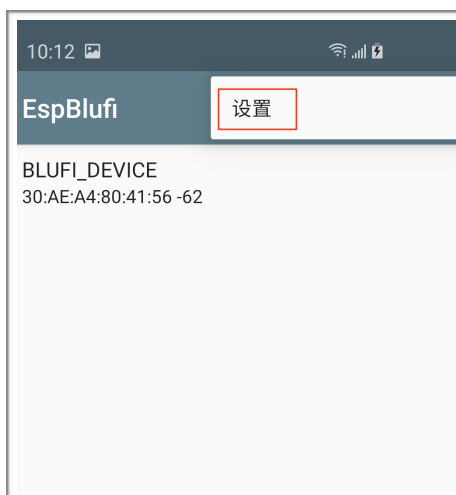 10:12
EspBlufi
设置
BLUFI_DEVICE
30:AE:A4:80:41:56 -62